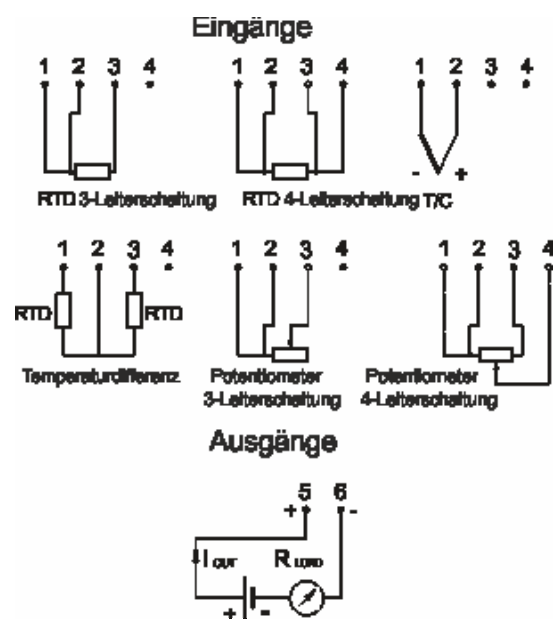 Eingänge
1 2 3 4 1 2 3 4 1 2 3 4
- +
RTD 3-Leiterschaltung RTD 4-Leiterschaltung T/C
1 2 3 4 1 2 3 4 1 2 3 4
RTD RTD
Temperaturdifferenz Potentiometer Potentiometer
3-Leiterschaltung 4-Leiterschaltung
Ausgänge
5 6
+ -
I OUT R LOAD
+ -